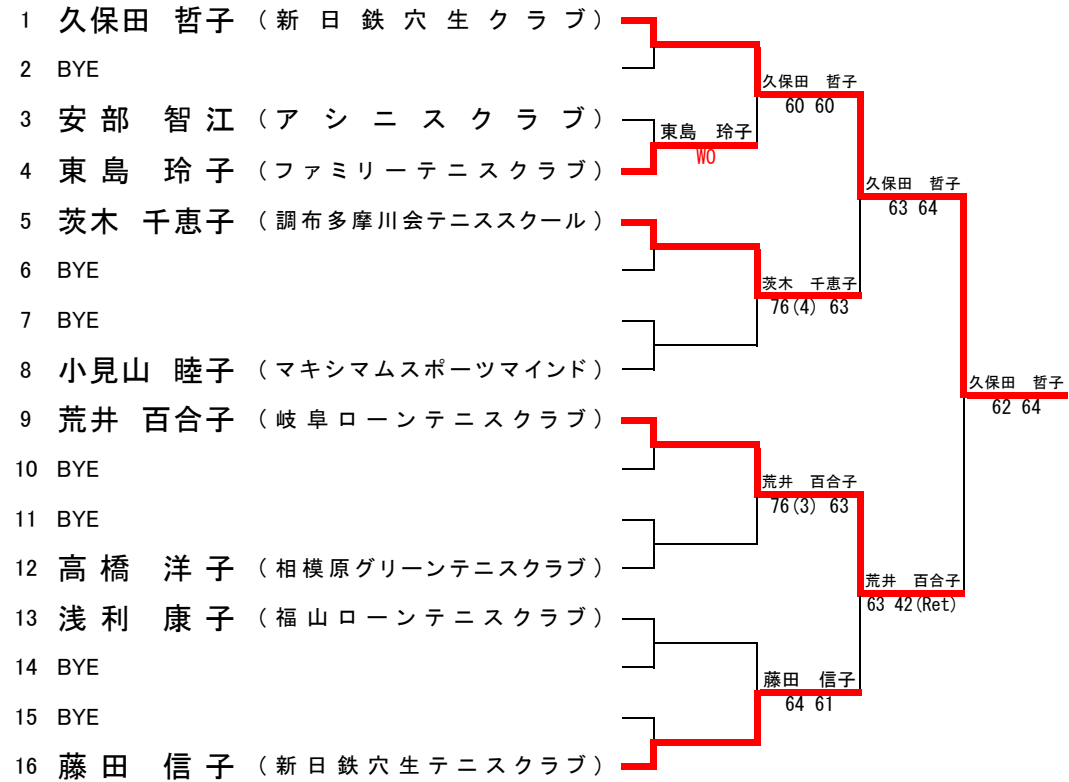 1 久保田 哲子 (新日鉄穴生クラブ)
2 BYE
久保田 哲子
60 60
3 安部 智江 (アシニスクラブ)
東島 玲子
WO
4 東島 玲子 (ファミリーテニスクラブ)
久保田 哲子
63 64
5 茨木 千恵子 (調布多摩川会テニススクール)
6 BYE
茨木 千恵子
76(4) 63
7 BYE
8 小見山 睦子 (マキシマムスポーツマインド)
久保田 哲子
62 64
9 荒井 百合子 (岐阜ローンテニスクラブ)
10 BYE
荒井 百合子
76(3) 63
11 BYE
12 高橋 洋子 (相模原グリーンテニスクラブ)
荒井 百合子
63 42(Ret)
13 浅利 康子 (福山ローンテニスクラブ)
14 BYE
藤田 信子
64 61
15 BYE
16 藤田 信子 (新日鉄穴生テニスクラブ)